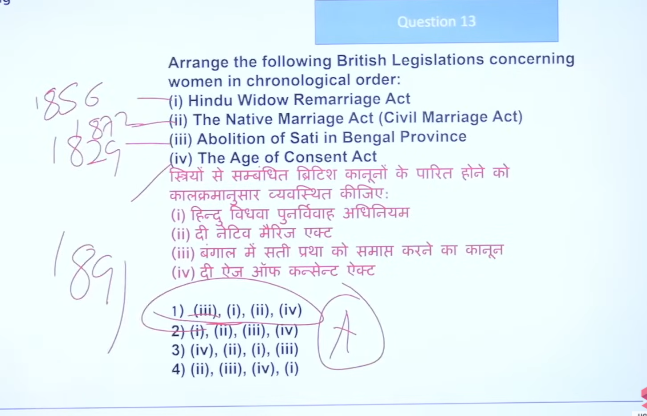 Question 13
Arrange the following British Legislations concerning
women in chronological order:
1856 (i) Hindu Widow Remarriage Act
1872 (ii) The Native Marriage Act (Civil Marriage Act)
1829 (iii) Abolition of Sati in Bengal Province
(iv) The Age of Consent Act
स्त्रियों से सम्बंधित ब्रिटिश कानूनों के पारित होने को
कालक्रमानुसार व्यवस्थित कीजिए:
(i) हिन्दु विधवा पुनर्विवाह अधिनियम
(ii) दी नेटिव मैरिज एक्ट
(iii) बंगाल में सती प्रथा को समाप्त करने का कानून
(iv) दी ऐज ऑफ कन्सेन्ट ऐक्ट
1891
1) (iii), (i), (ii), (iv)
2) (i), (ii), (iii), (iv)
3) (iv), (ii), (i), (iii)
4) (ii), (iii), (iv), (i)
A